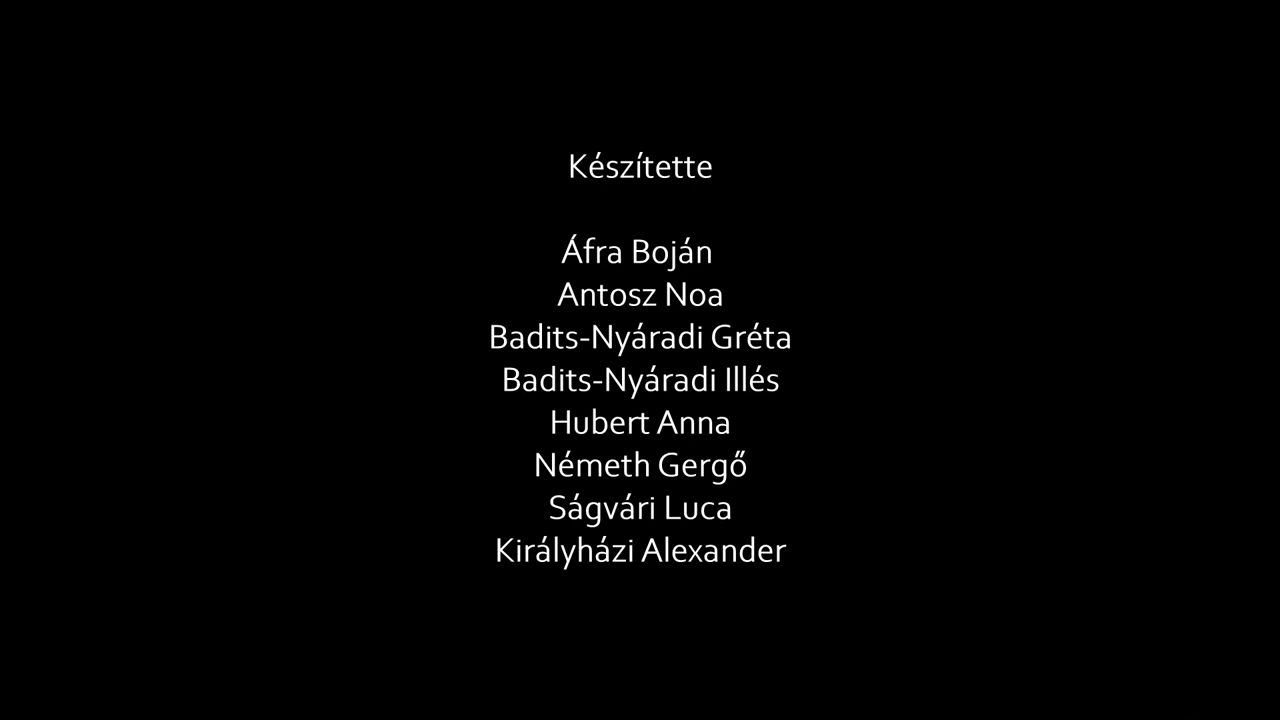 Készítette
Áfra Boján
Antosz Noa
Badits-Nyáradi Gréta
Badits-Nyáradi Illés
Hubert Anna
Németh Gergő
Ságvári Luca
Királyházi Alexander